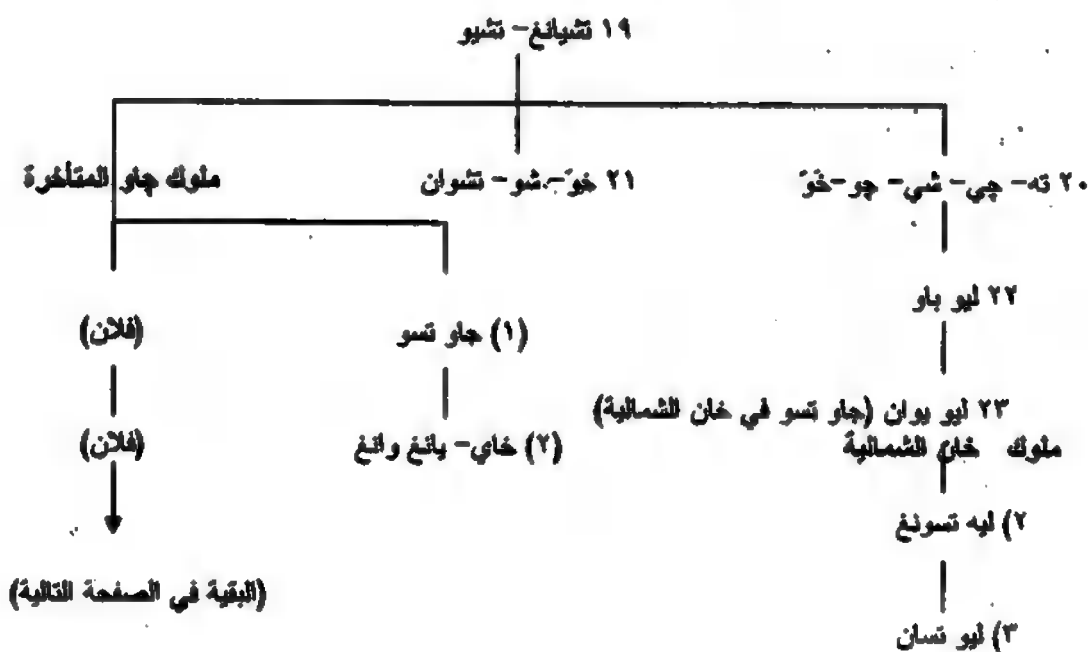 ١٩ تشيانغ- تشيو
٢٠ ته- جي- شي- جو-خوّ
٢١ خوّ- شو- تشوان
ملوك جاو المتأخرة
٢٢ ليو باو
(١) جاو تسو
(فلان)
٢٣ ليو يوان (جاو تسو في خان الشمالية)
ملوك خان الشمالية
(٢) خاي- يانغ وانغ
(فلان)
٢) ليه تسونغ
(البقية في الصفحة التالية)
٣) ليو تسان